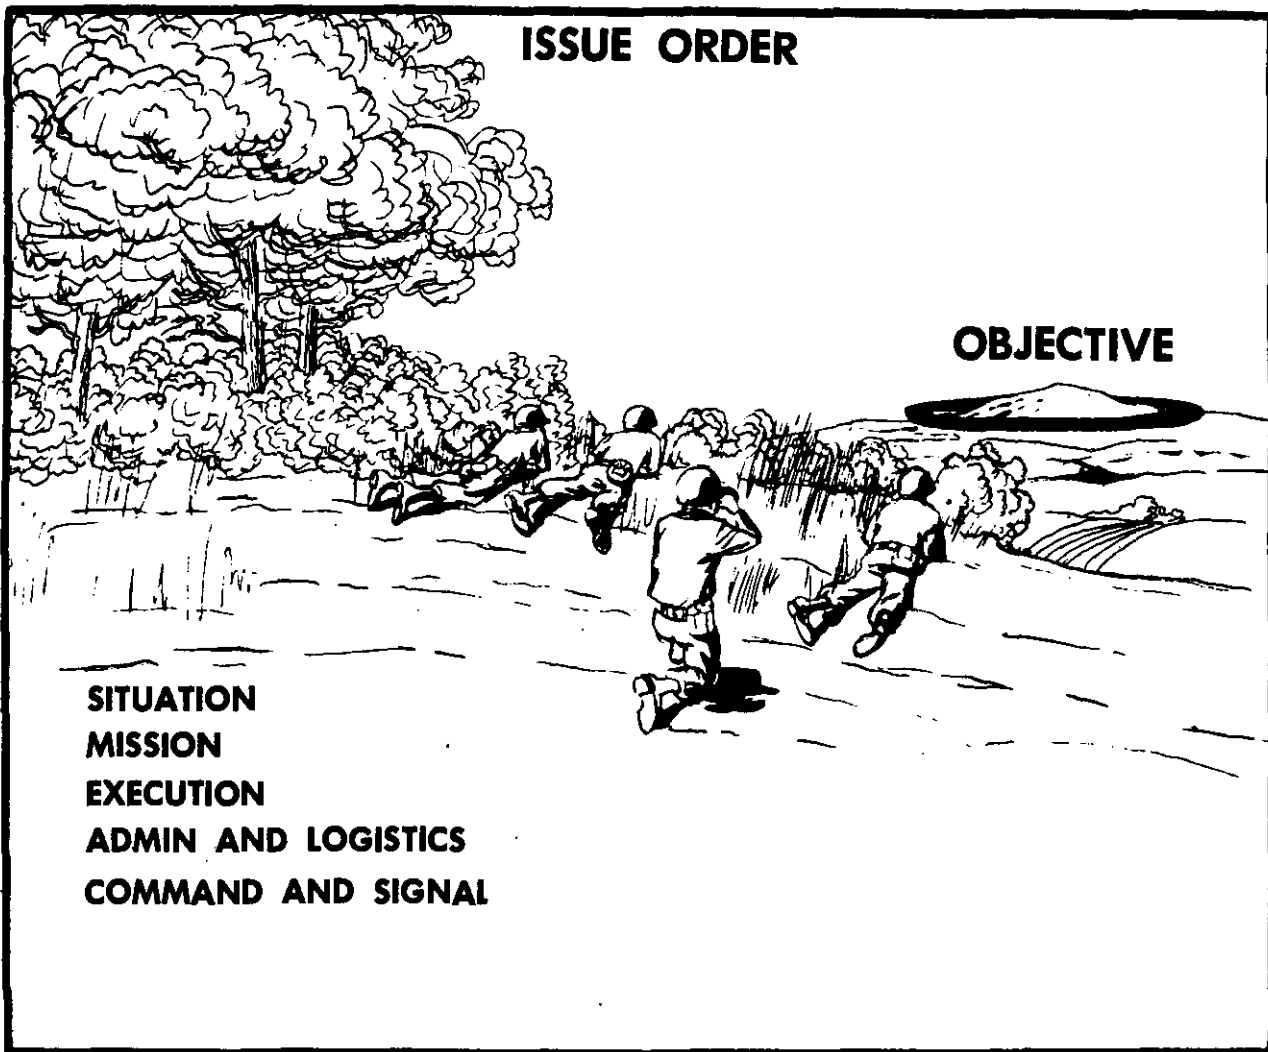 ISSUE ORDER
OBJECTIVE
SITUATION
MISSION
EXECUTION
ADMIN AND LOGISTICS
COMMAND AND SIGNAL